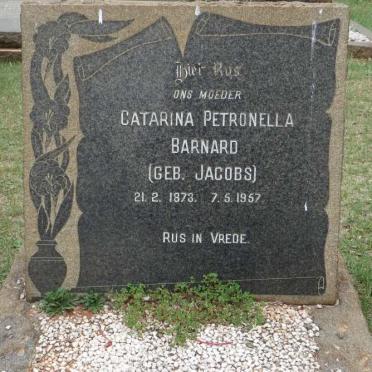 Hier Rus
ONS MOEDER
CATARINA PETRONELLA
BARNARD
(GEB. JACOBS)
21. 2. 1873. 7. 5. 1957.
RUS IN VREDE.